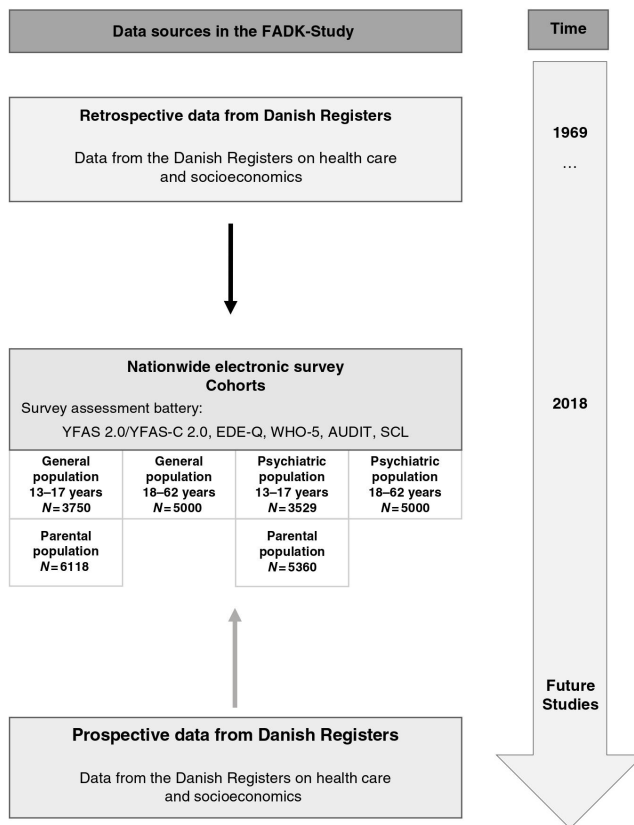 Data sources in the FADK-Study
Time
Retrospective data from Danish Registers
Data from the Danish Registers on health care
and socioeconomics
1969
...
Nationwide electronic survey
Cohorts
Survey assessment battery:
YFAS 2.0/YFAS-C 2.0, EDE-Q, WHO-5, AUDIT, SCL
2018
General
population
13–17 years
N = 3750
General
population
18–62 years
N = 5000
Psychiatric
population
13–17 years
N = 3529
Psychiatric
population
18–62 years
N = 5000
Parental
population
N = 6118
Parental
population
N = 5360
Future
Studies
Prospective data from Danish Registers
Data from the Danish Registers on health care
and socioeconomics